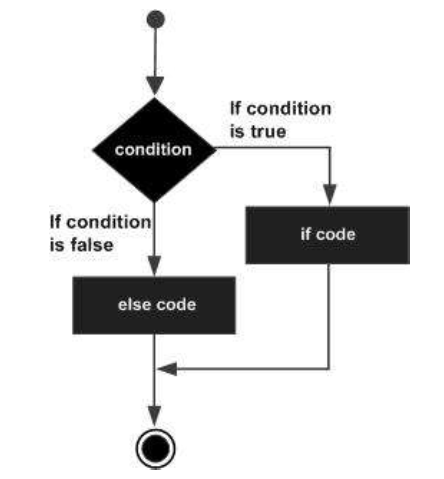 If condition
is true
condition
If condition
is false
if code
else code